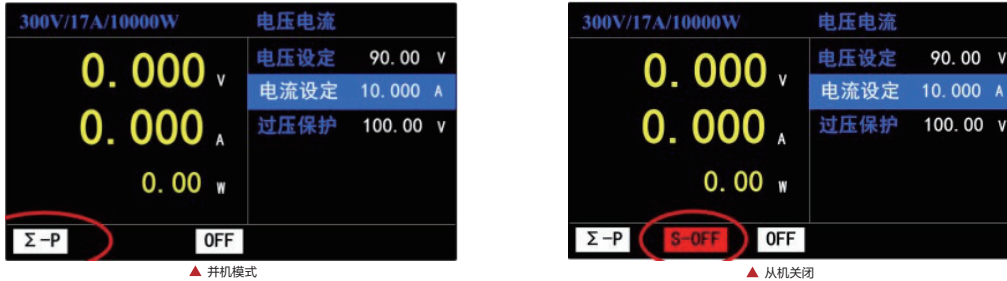 300V/17A/10000W 电压电流
0.000 V
电压设定 90.00 V
电流设定 10.000 A
0.000 A
过压保护 100.00 V
0.00 W
Σ-P OFF
▲ 并机模式
300V/17A/10000W 电压电流
0.000 V
电压设定 90.00 V
电流设定 10.000 A
0.000 A
过压保护 100.00 V
0.00 W
Σ-P S-OFF OFF
▲ 从机关闭